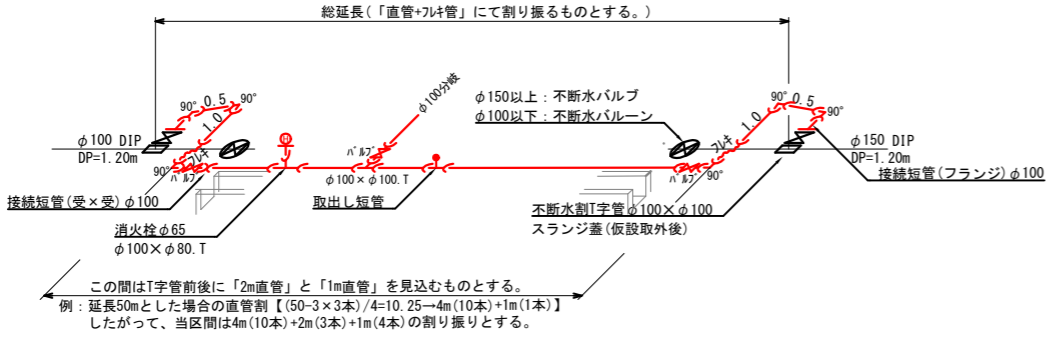 総延長(「直管+フレキ管」にて割り振るものとする。)
90° 0.5 90°
1.0
φ100 DIP
DP=1.20m
フレキ
90°
バルブ
接続短管(受×受)φ100
消火栓φ65
φ100×φ80.T
H
φ100分岐
バルブ
φ100×φ100.T
取出し短管
φ150以上:不断水バルブ
φ100以下:不断水バルーン
90° 0.5
90°
1.0
フレキ
バルブ
90°
φ150 DIP
DP=1.20m
接続短管(フランジ)φ100
不断水割T字管φ100×φ100
スランジ蓋(仮設取外後)
この間はT字管前後に「2m直管」と「1m直管」を見込むものとする。
例:延長50mとした場合の直管割【(50-3×3本)/4=10.25→4m(10本)+1m(1本)】
したがって、当区間は4m(10本)+2m(3本)+1m(4本)の割り振りとする。